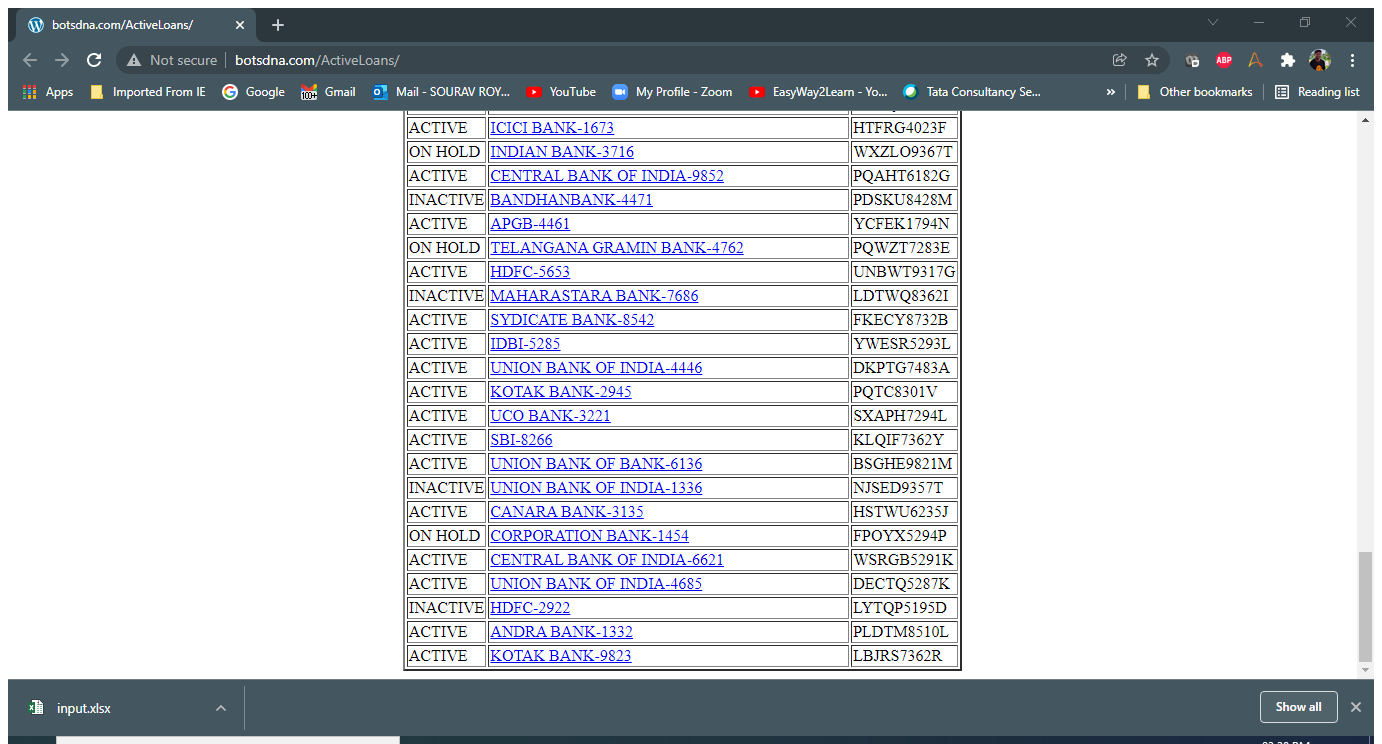 botsdna.com/ActiveLoans/
Not secure botsdna.com/ActiveLoans/
ABP
Apps Imported From IE Google 100+ Gmail Mail - SOURAV ROY... YouTube My Profile - Zoom EasyWay2Learn - Yo... Tata Consultancy Se... » Other bookmarks Reading list
ACTIVE ICICI BANK-1673 HTFRG4023F
ON HOLD INDIAN BANK-3716 WXZLO9367T
ACTIVE CENTRAL BANK OF INDIA-9852 PQAHT6182G
INACTIVE BANDHANBANK-4471 PDSKU8428M
ACTIVE APGB-4461 YCFEK1794N
ON HOLD TELANGANA GRAMIN BANK-4762 PQWZT7283E
ACTIVE HDFC-5653 UNBWT9317G
INACTIVE MAHARASTARA BANK-7686 LDTWQ8362I
ACTIVE SYDICATE BANK-8542 FKECY8732B
ACTIVE IDBI-5285 YWESR5293L
ACTIVE UNION BANK OF INDIA-4446 DKPTG7483A
ACTIVE KOTAK BANK-2945 PQTC8301V
ACTIVE UCO BANK-3221 SXAPH7294L
ACTIVE SBI-8266 KLQIF7362Y
ACTIVE UNION BANK OF BANK-6136 BSGHE9821M
INACTIVE UNION BANK OF INDIA-1336 NJSED9357T
ACTIVE CANARA BANK-3135 HSTWU6235J
ON HOLD CORPORATION BANK-1454 FPOYX5294P
ACTIVE CENTRAL BANK OF INDIA-6621 WSRGB5291K
ACTIVE UNION BANK OF INDIA-4685 DECTQ5287K
INACTIVE HDFC-2922 LYTQP5195D
ACTIVE ANDRA BANK-1332 PLDTM8510L
ACTIVE KOTAK BANK-9823 LBJRS7362R
input.xlsx Show all